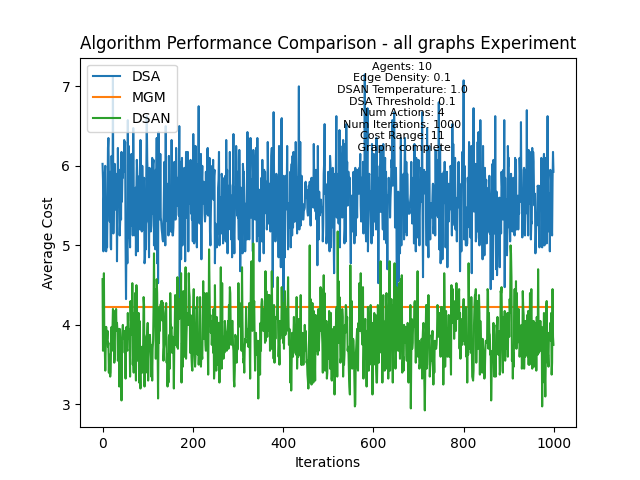 Algorithm Performance Comparison - all graphs Experiment
DSA
MGM
DSAN
Agents: 10
Edge Density: 0.1
DSAN Temperature: 1.0
DSA Threshold: 0.1
Num Actions: 4
Num Iterations: 1000
Cost Range: 11
Graph: complete
7
6
5
4
3
Average Cost
0 200 400 600 800 1000
Iterations